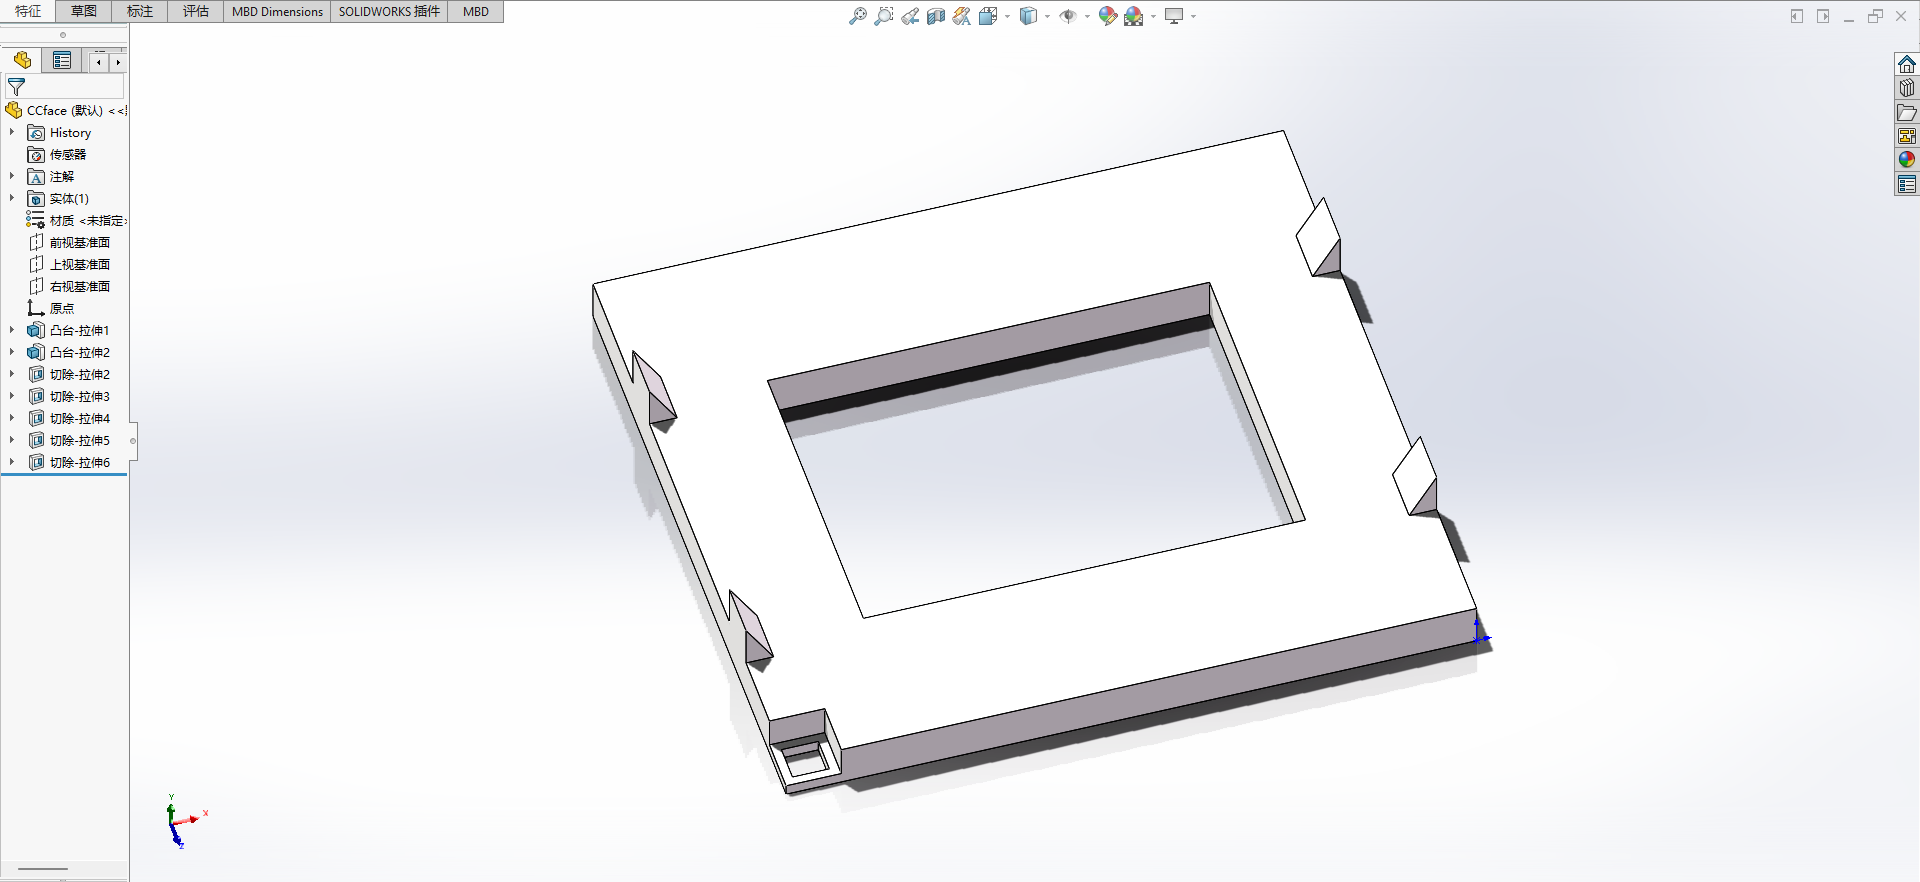 特征 草图 标注 评估 MBD Dimensions SOLIDWORKS 插件 MBD
CCface (默认) <<
History
传感器
注解
实体(1)
材质 <未指定>
前视基准面
上视基准面
右视基准面
原点
凸台-拉伸1
凸台-拉伸2
切除-拉伸2
切除-拉伸3
切除-拉伸4
切除-拉伸5
切除-拉伸6
Y
X
Z